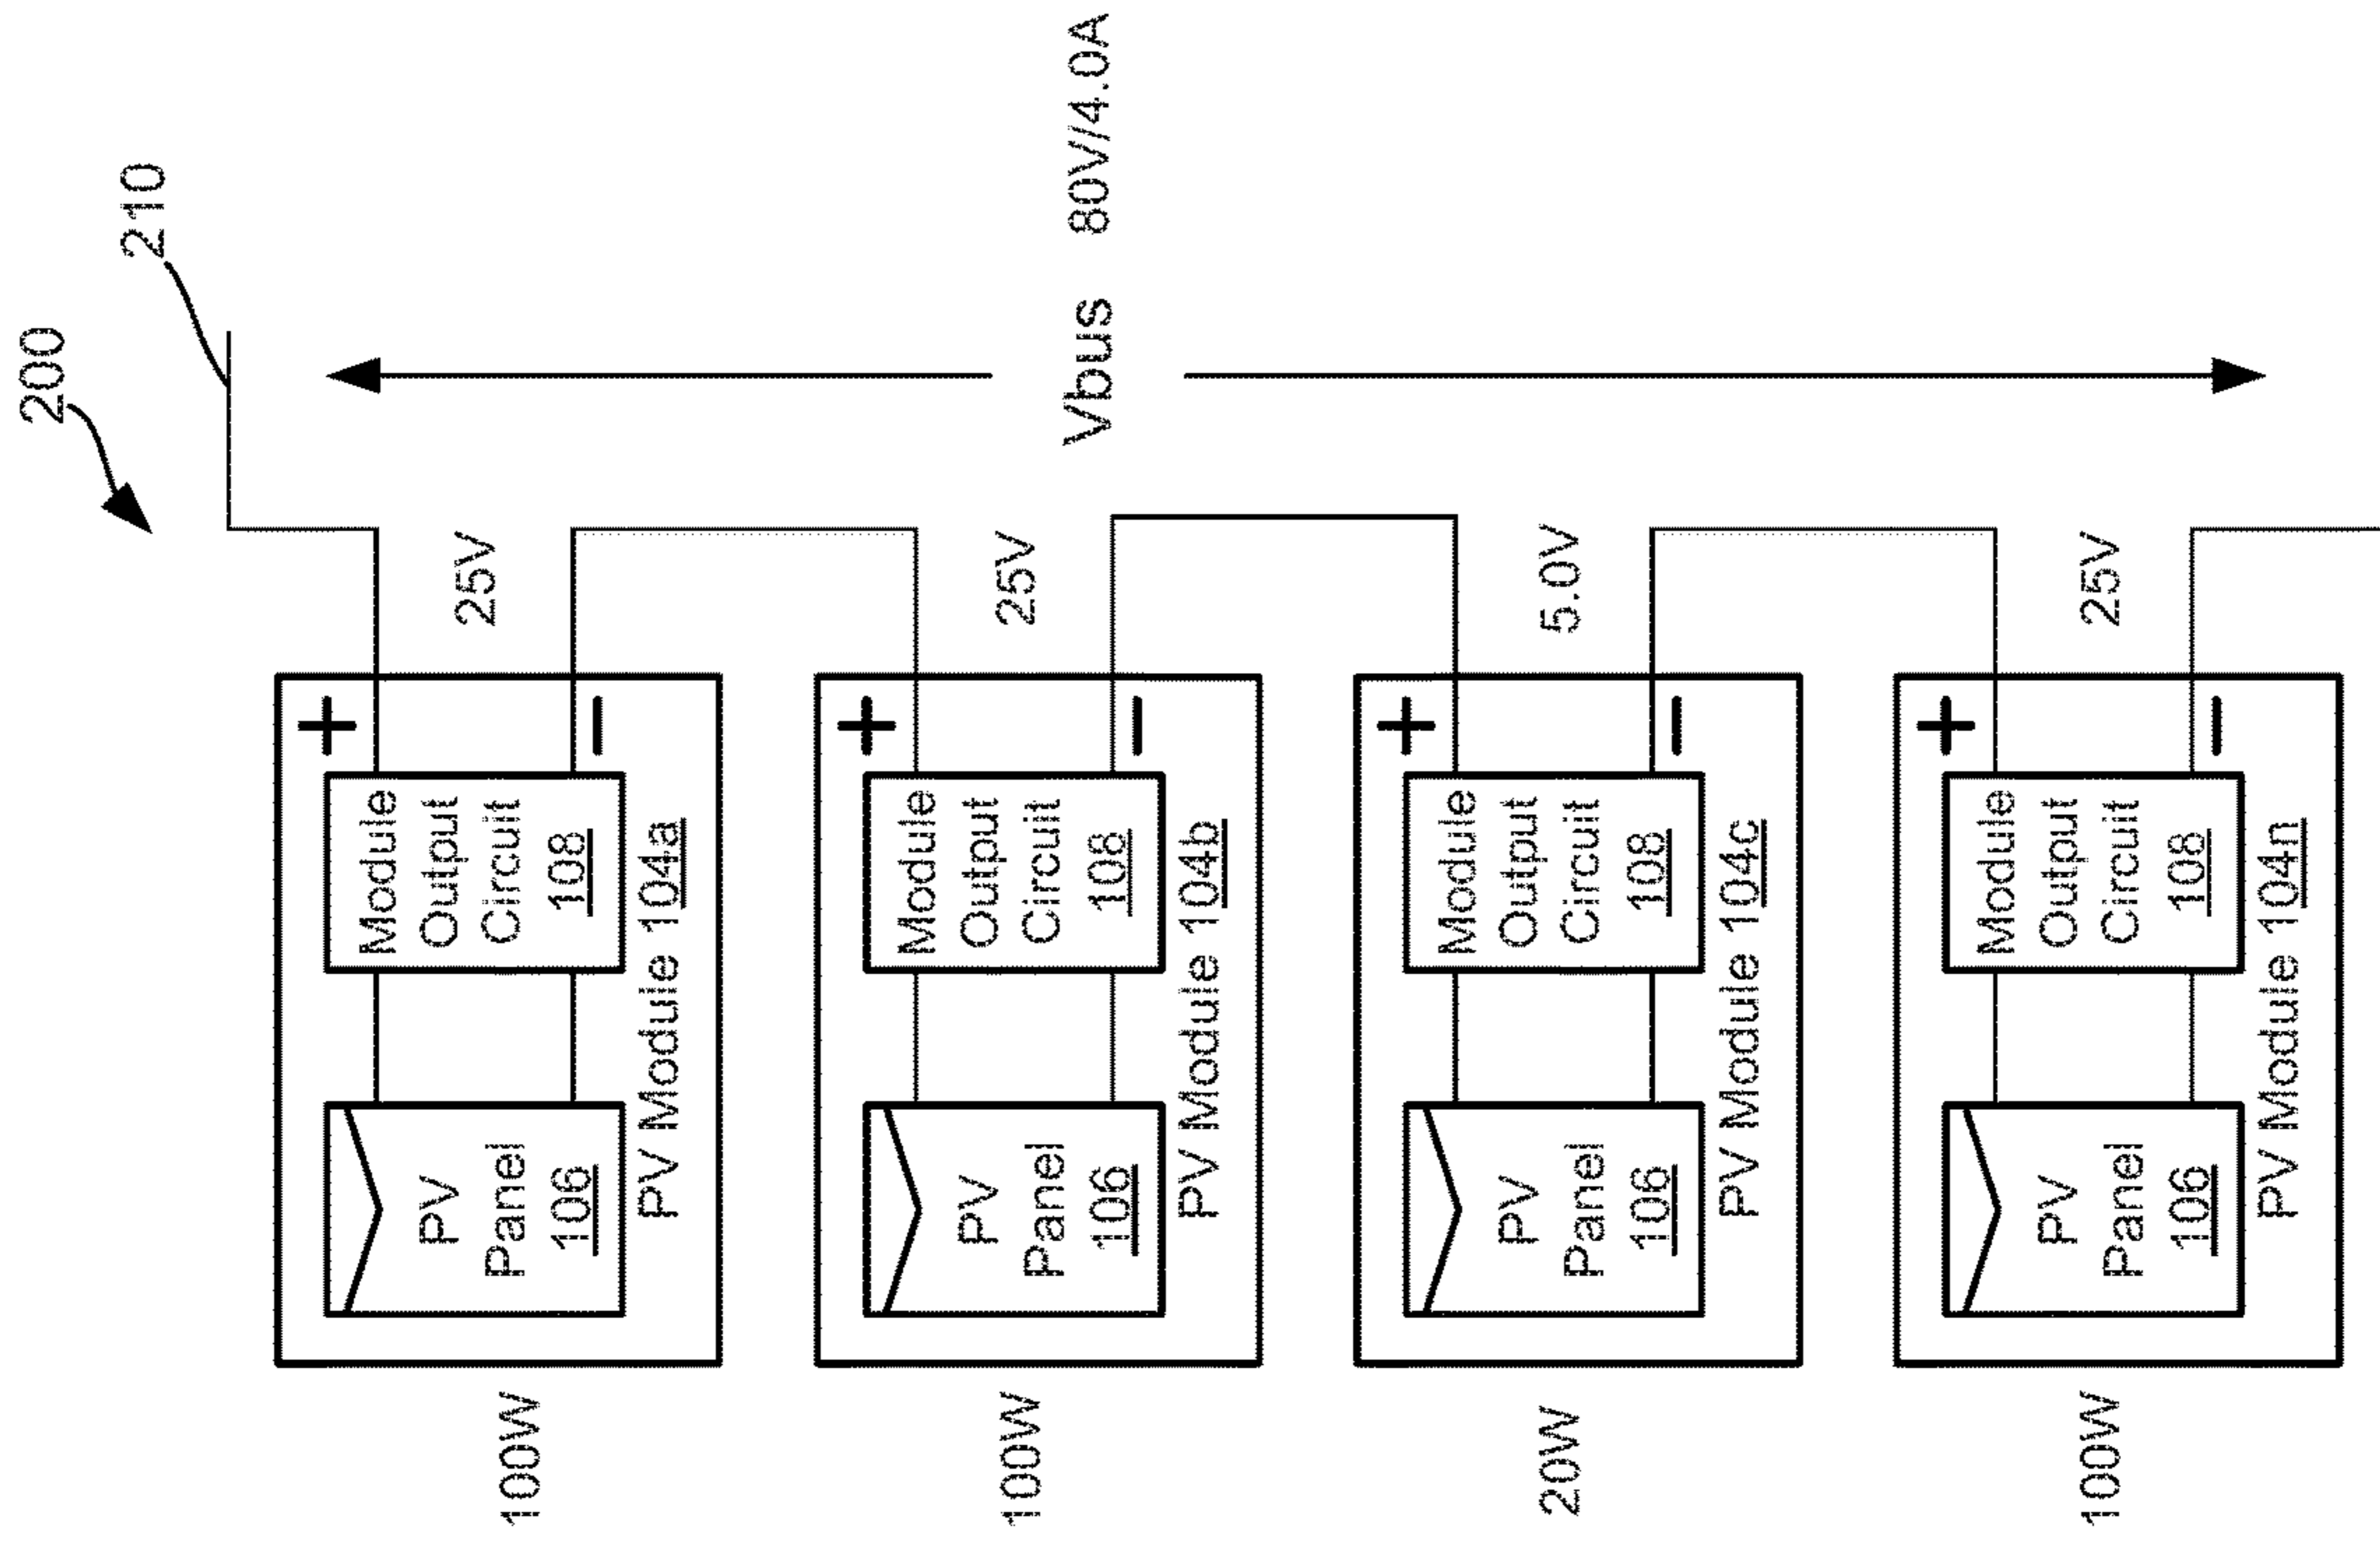 200
210
100W
PV
Panel
106
Module
Output
Circuit
108
PV Module 104a
+
−
25V
100W
PV
Panel
106
Module
Output
Circuit
108
PV Module 104b
+
−
25V
Vbus 80V/4.0A
20W
PV
Panel
106
Module
Output
Circuit
108
PV Module 104c
+
−
5.0V
100W
PV
Panel
106
Module
Output
Circuit
108
PV Module 104n
+
−
25V